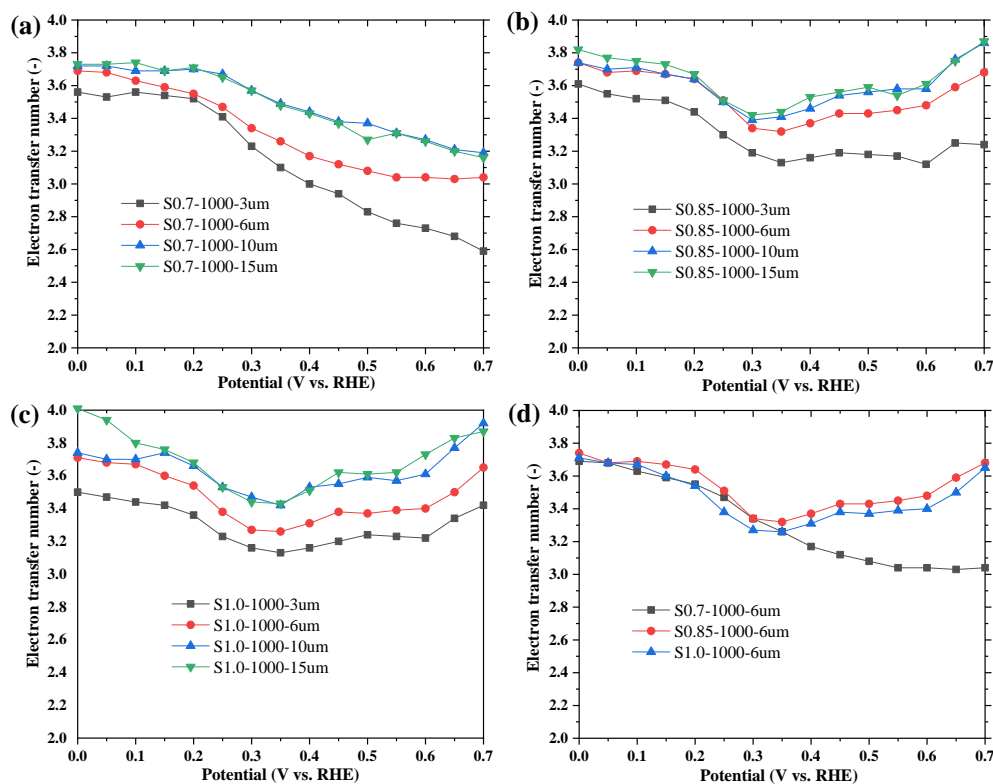 (a)
Electron transfer number (-)
4.0
3.8
3.6
3.4
3.2
3.0
2.8
2.6
2.4
2.2
2.0
S0.7-1000-3um
S0.7-1000-6um
S0.7-1000-10um
S0.7-1000-15um
0.0 0.1 0.2 0.3 0.4 0.5 0.6 0.7
Potential (V vs. RHE)
(b)
Electron transfer number (-)
4.0
3.8
3.6
3.4
3.2
3.0
2.8
2.6
2.4
2.2
2.0
S0.85-1000-3um
S0.85-1000-6um
S0.85-1000-10um
S0.85-1000-15um
0.0 0.1 0.2 0.3 0.4 0.5 0.6 0.7
Potential (V vs. RHE)
(c)
Electron transfer number (-)
4.0
3.8
3.6
3.4
3.2
3.0
2.8
2.6
2.4
2.2
2.0
S1.0-1000-3um
S1.0-1000-6um
S1.0-1000-10um
S1.0-1000-15um
0.0 0.1 0.2 0.3 0.4 0.5 0.6 0.7
Potential (V vs. RHE)
(d)
Electron transfer number (-)
4.0
3.8
3.6
3.4
3.2
3.0
2.8
2.6
2.4
2.2
2.0
S0.7-1000-6um
S0.85-1000-6um
S1.0-1000-6um
0.0 0.1 0.2 0.3 0.4 0.5 0.6 0.7
Potential (V vs. RHE)